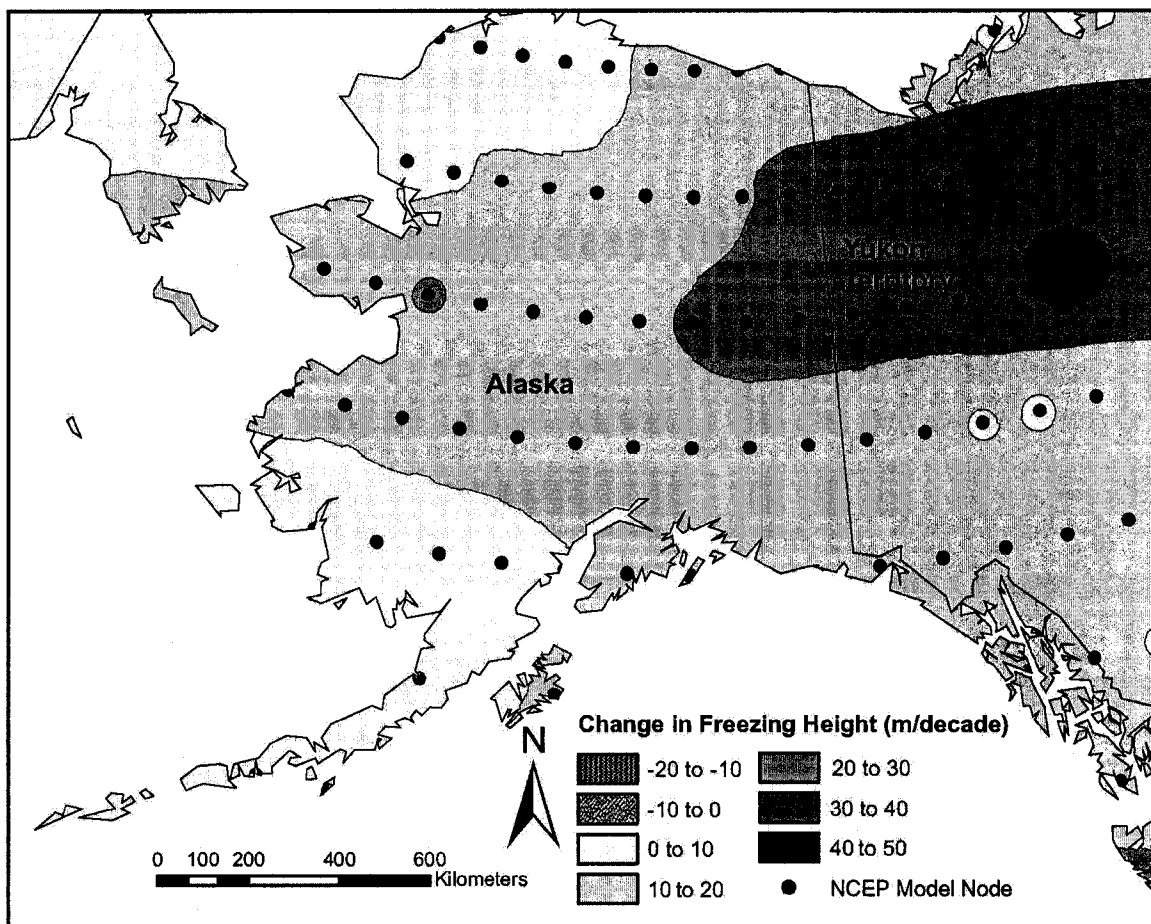 Yukon
Territory
Alaska
Change in Freezing Height (m/decade)
N
-20 to -10
20 to 30
-10 to 0
30 to 40
0 to 10
40 to 50
10 to 20
NCEP Model Node
0 100 200 400 600
Kilometers